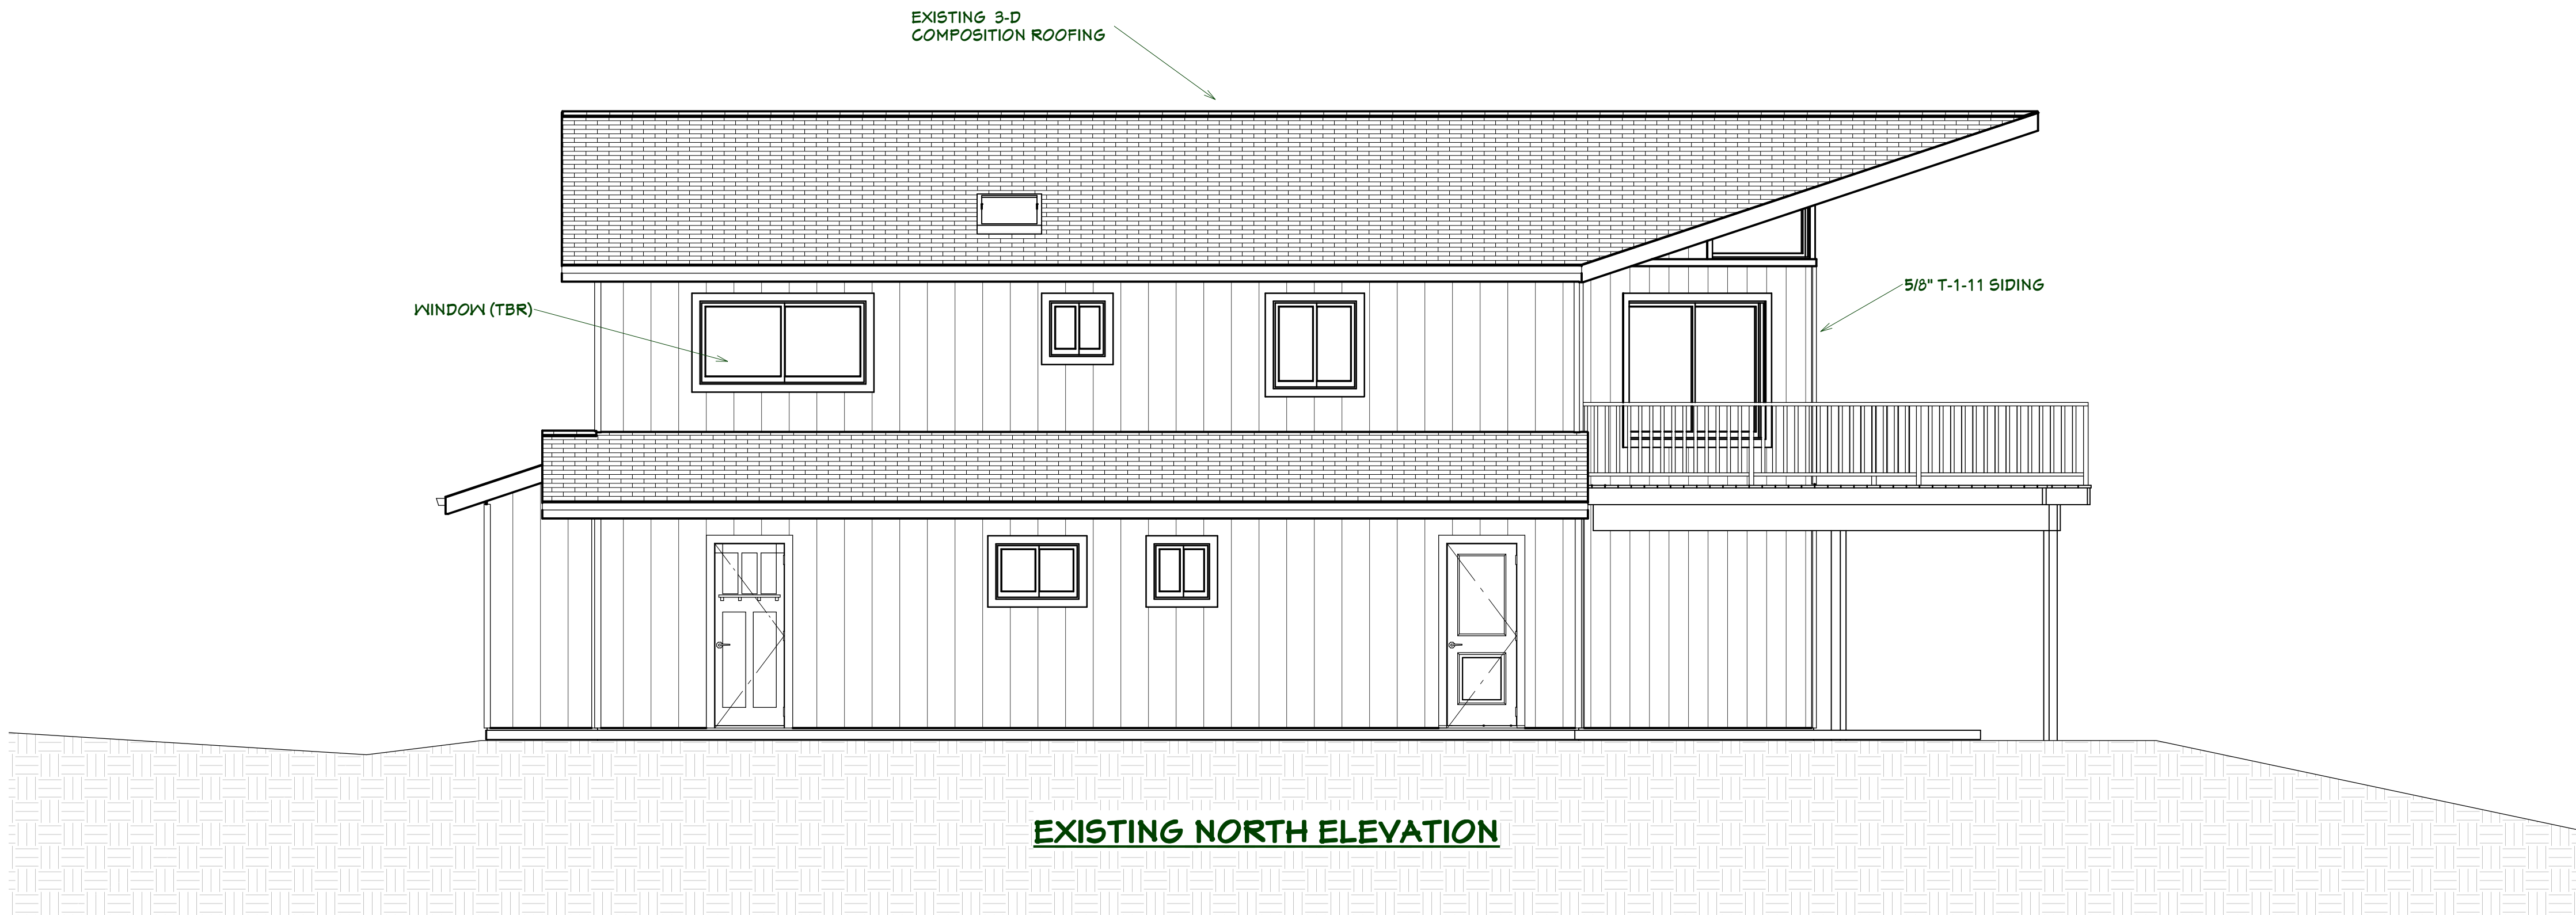 EXISTING 3-D
COMPOSITION ROOFING
WINDOW (TBR)
5/8" T-1-11 SIDING
EXISTING NORTH ELEVATION